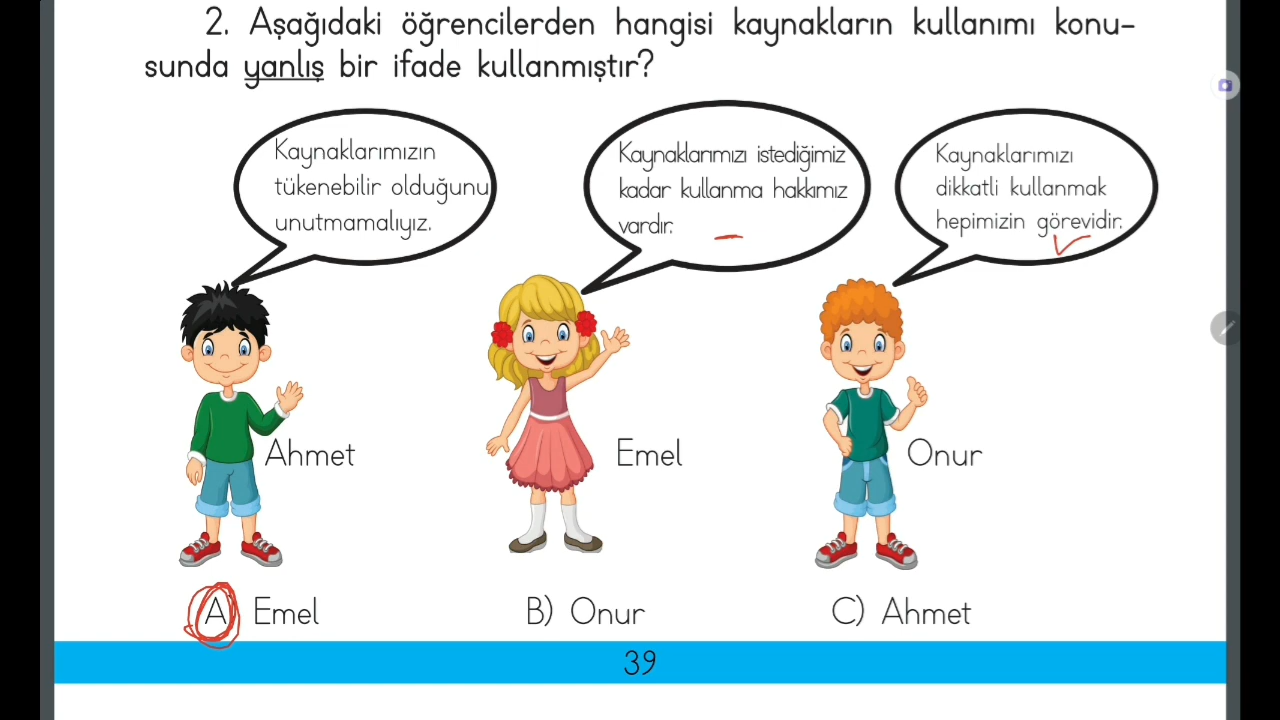 2. Aşağıdaki öğrencilerden hangisi kaynakların kullanımı konu-
sunda yanlış bir ifade kullanmıştır?
Kaynaklarımızın
tükenebilir olduğunu
unutmamalıyız.
Kaynaklarımızı istediğimiz
kadar kullanma hakkımız
vardır.
Kaynaklarımızı
dikkatli kullanmak
hepimizin görevidir.
Ahmet
Emel
Onur
A) Emel
B) Onur
C) Ahmet
39